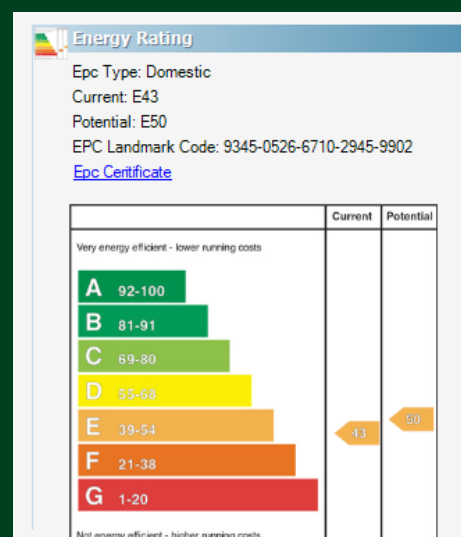 Energy Rating
Epc Type: Domestic
Current: E43
Potential: E50
EPC Landmark Code: 9345-0526-6710-2945-9902
Epc Ceritificate
Current Potential
Very energy efficient - lower running costs
A 92-100
B 81-91
C 69-80
D 55-68
E 39-54 43 50
F 21-38
G 1-20
Not energy efficient - higher running costs